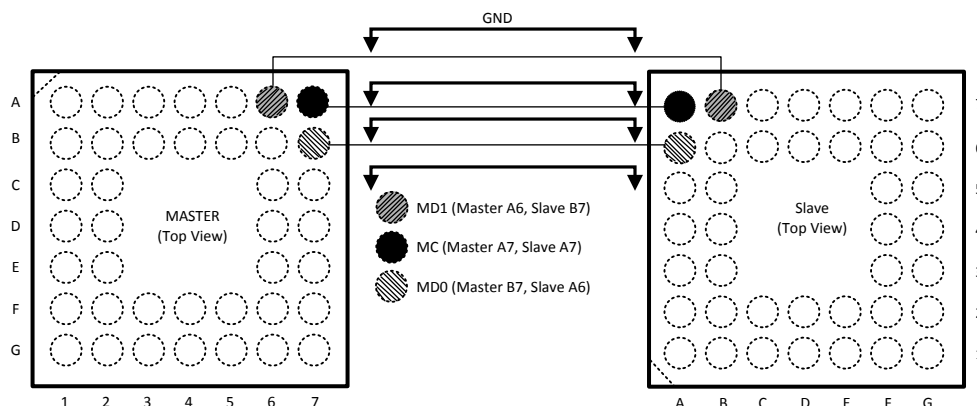 GND
A
B
C
D
E
F
G
MASTER
(Top View)
MD1 (Master A6, Slave B7)
MC (Master A7, Slave A7)
MD0 (Master B7, Slave A6)
Slave
(Top View)
1 2 3 4 5 6 7
A B C D E F G